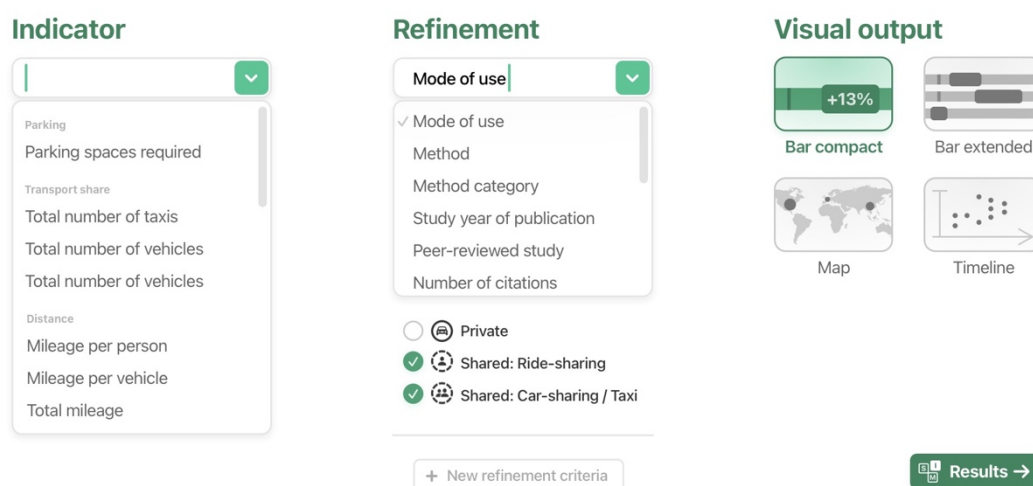 Indicator
Parking
Parking spaces required
Transport share
Total number of taxis
Total number of vehicles
Total number of vehicles
Distance
Mileage per person
Mileage per vehicle
Total mileage
Refinement
Mode of use
Mode of use
Method
Method category
Study year of publication
Peer-reviewed study
Number of citations
Private
Shared: Ride-sharing
Shared: Car-sharing / Taxi
+ New refinement criteria
Visual output
+13%
Bar compact
Bar extended
Map
Timeline
S I
M
Results →